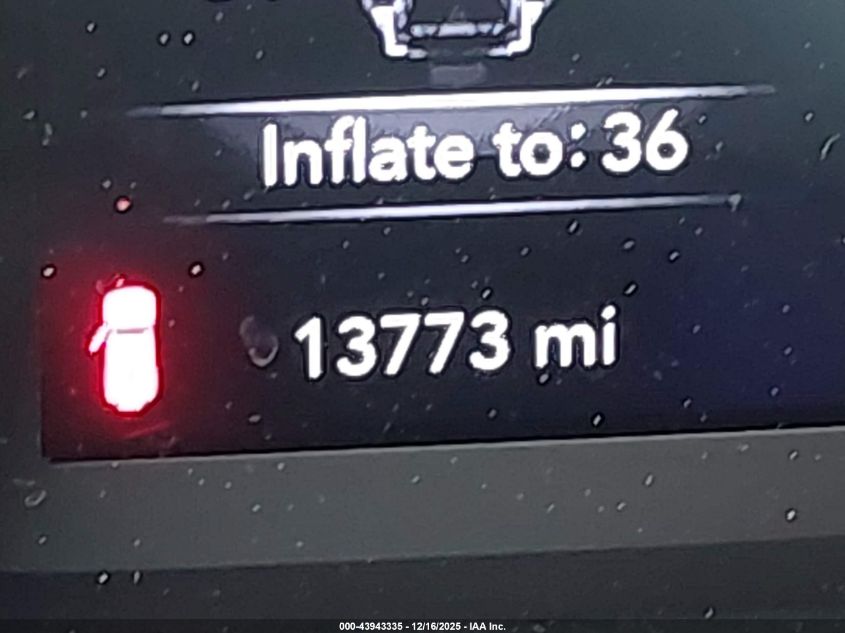 Inflate to: 36
13773 mi
000-43943335 - 12/16/2025 - IAA Inc.